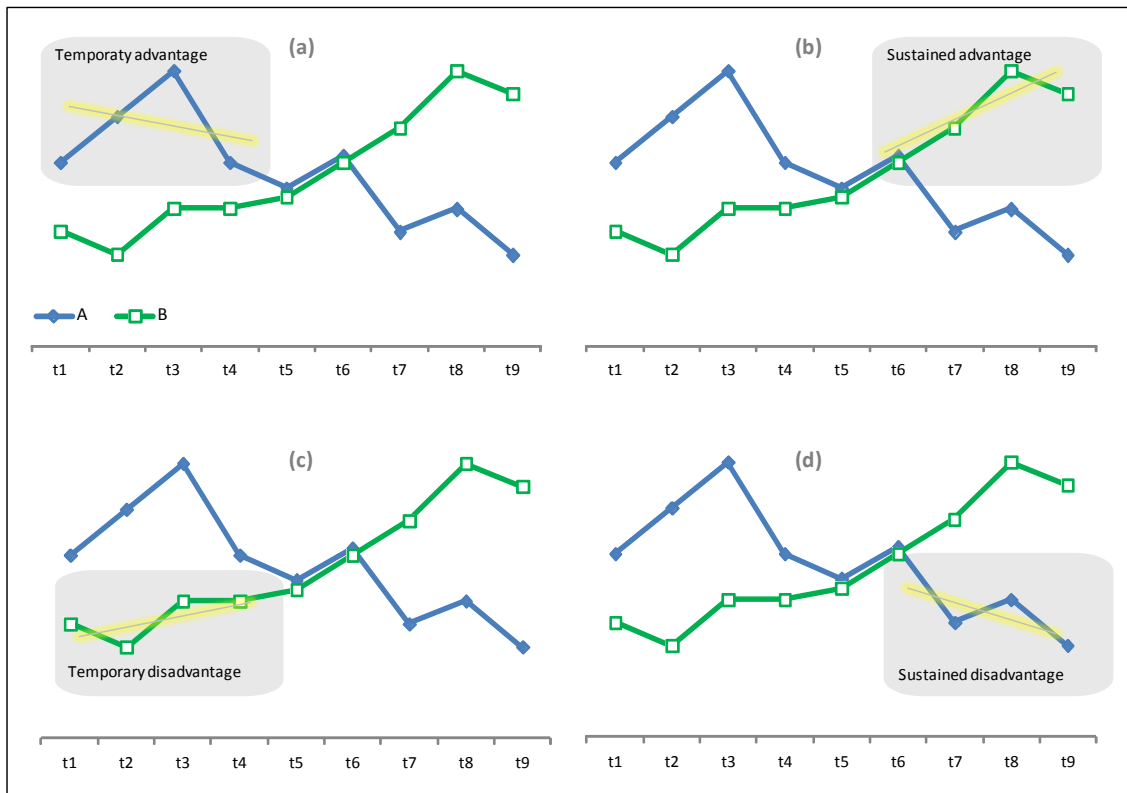 (a)
Temporaty advantage
A B
t1 t2 t3 t4 t5 t6 t7 t8 t9
(b)
Sustained advantage
t1 t2 t3 t4 t5 t6 t7 t8 t9
(c)
Temporary disadvantage
t1 t2 t3 t4 t5 t6 t7 t8 t9
(d)
Sustained disadvantage
t1 t2 t3 t4 t5 t6 t7 t8 t9